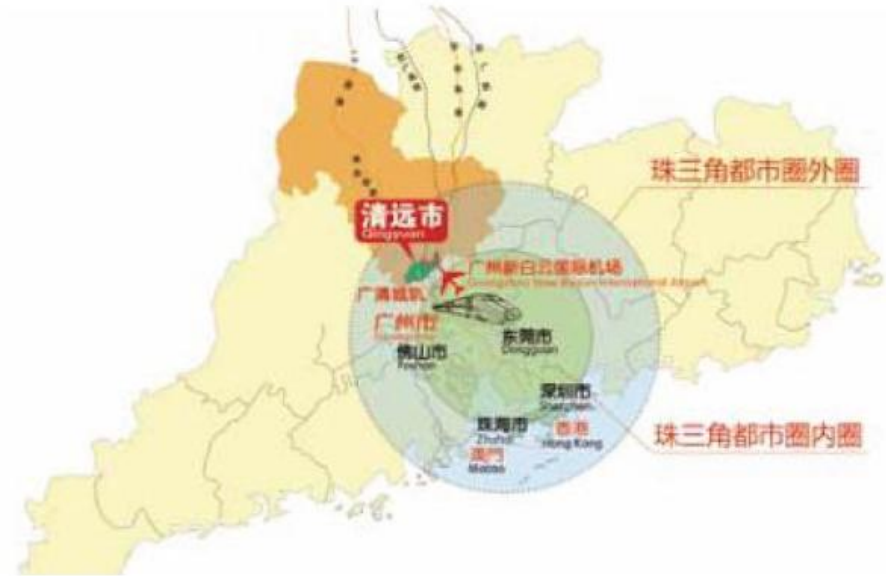 珠三角都市圈外圈
清远市
Qingyuan
广州新白云国际机场
广清城轨
广州市
东莞市
Dongguan
佛山市
Foshan
深圳市
Shenzhen
珠海市
Zhuhai
香港
Hong Kong
珠三角都市圈内圈
澳門
Macao